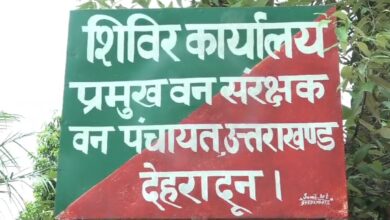 शिविर कार्यालय
प्रमुख वन संरक्षक
वन पंचायत, उत्तराखण्ड
देहरादून ।